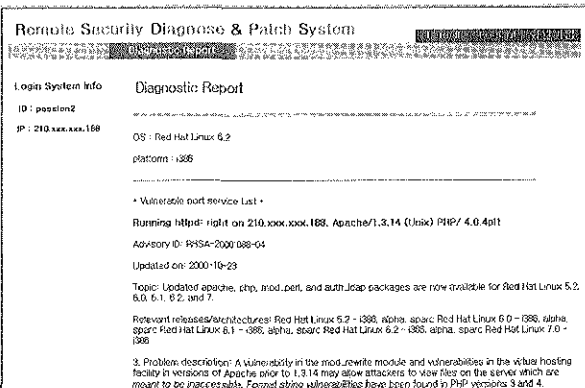 Remote Security Diagnose & Patch System
Diagnostic Report
Login System Info
ID : passion2
IP : 210.xxx.xxx.188
Diagnostic Report
OS : Red Hat Linux 6.2
platform : i386
* Vulnerable port service List *
Running httpd: right on 210.xxx.xxx.188. Apache/1.3.14 (Unix) PHP/ 4.0.4pl1
Advisory ID: RHSA-2000:088-04
Updated on: 2000-10-23
Topic: Updated apache, php, mod_perl, and auth_ldap packages are now available for Red Hat Linux 5.2,
6.0, 6.1, 6.2, and 7.
Relevant releases/architectures: Red Hat Linux 5.2 - i386, alpha, sparc Red Hat Linux 6.0 - i386, alpha,
sparc Red Hat Linux 6.1 - i386, alpha, sparc Red Hat Linux 6.2 - i386, alpha, sparc Red Hat Linux 7.0 -
i386
3. Problem description: A vulnerability in the mod_rewrite module and vulnerabilities in the virtual hosting
facility in versions of Apache prior to 1.3.14 may allow attackers to view files on the server which are
meant to be inaccessible. Format string vulnerabilities have been found in PHP versions 3 and 4.